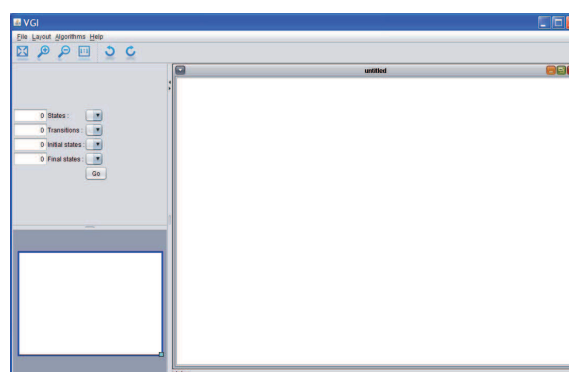 VGI
File Layout Algorithms Help
untitled
0 States :
0 Transitions :
0 Initial states :
0 Final states :
Go